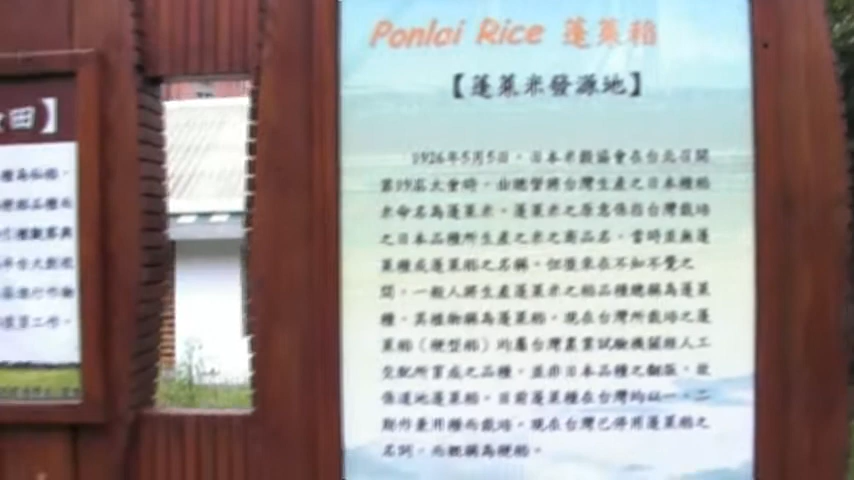 Ponlai Rice 蓬萊稻
【蓬萊米發源地】
1926年5月5日，日本米穀協會在台北召開
第19屆大會時，由總督將台灣生產之日本種稻
米命名為蓬萊米。蓬萊米之原意係指台灣栽培
之日本品種所生產之米之商品名，當時並無蓬
萊種或蓬萊稻之名稱。但後來在不知不覺之
間，一般人將生產蓬萊米之稻品種總稱為蓬萊
種，其植物稱為蓬萊稻。現在台灣所栽培之蓬
萊稻（粳型稻）均屬台灣農業試驗機關經人工
交配所育成之品種，並非日本品種之翻版，故
係道地蓬萊稻。目前蓬萊種在台灣均以一、二
期作兼用種而栽培。現在台灣已停用蓬萊稻之
名詞，而概稱為粳稻。
田】